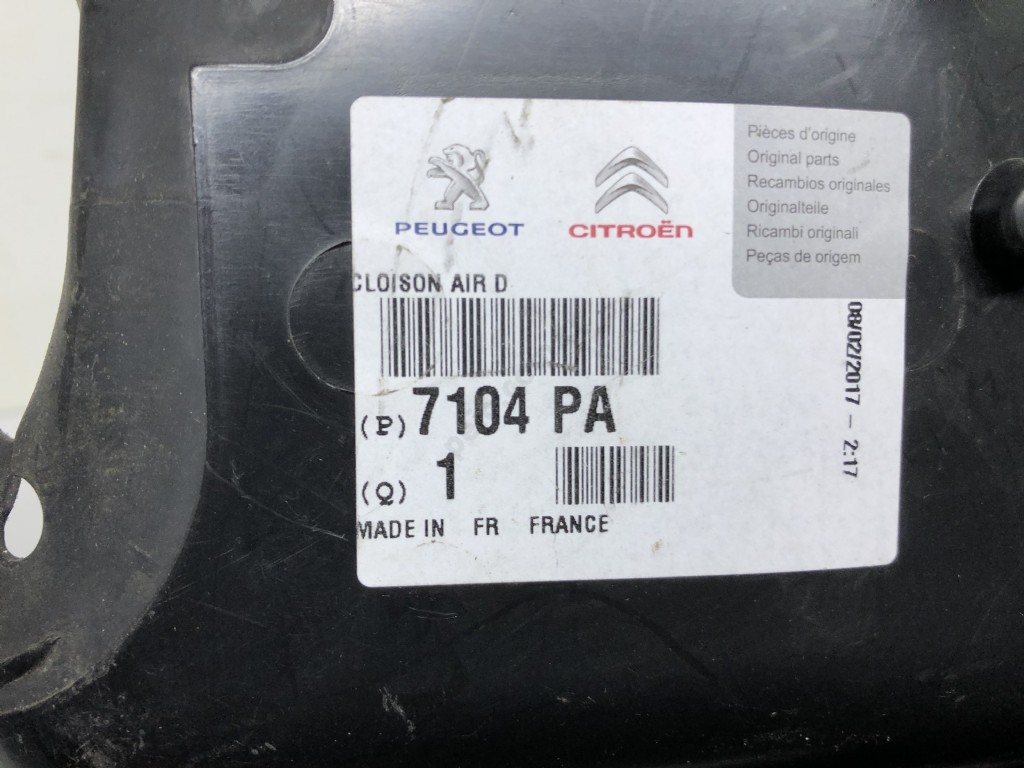 PEUGEOT
CITROËN
Pièces d'origine
Original parts
Recambios originales
Originalteile
Ricambi originali
Peças de origem
CLOISON AIR D
(P) 7104 PA
(Q) 1
MADE IN FR FRANCE
08/02/2017 - 2:17